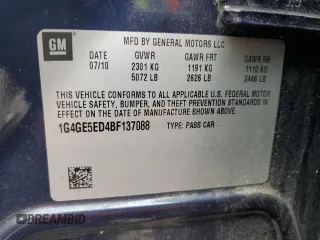 GM
MFD BY GENERAL MOTORS LLC
DATE GVWR GAWR FRT GAWR RR
07/10 2301 KG 1191 KG 1110 KG
5072 LB 2626 LB 2446 LB
THIS VEHICLE CONFORMS TO ALL APPLICABLE U.S. FEDERAL MOTOR
VEHICLE SAFETY, BUMPER, AND THEFT PREVENTION STANDARDS IN
EFFECT ON THE DATE OF MANUFACTURE SHOWN ABOVE.
1G4GE5ED4BF137088 TYPE: PASS CAR
DREAMBID